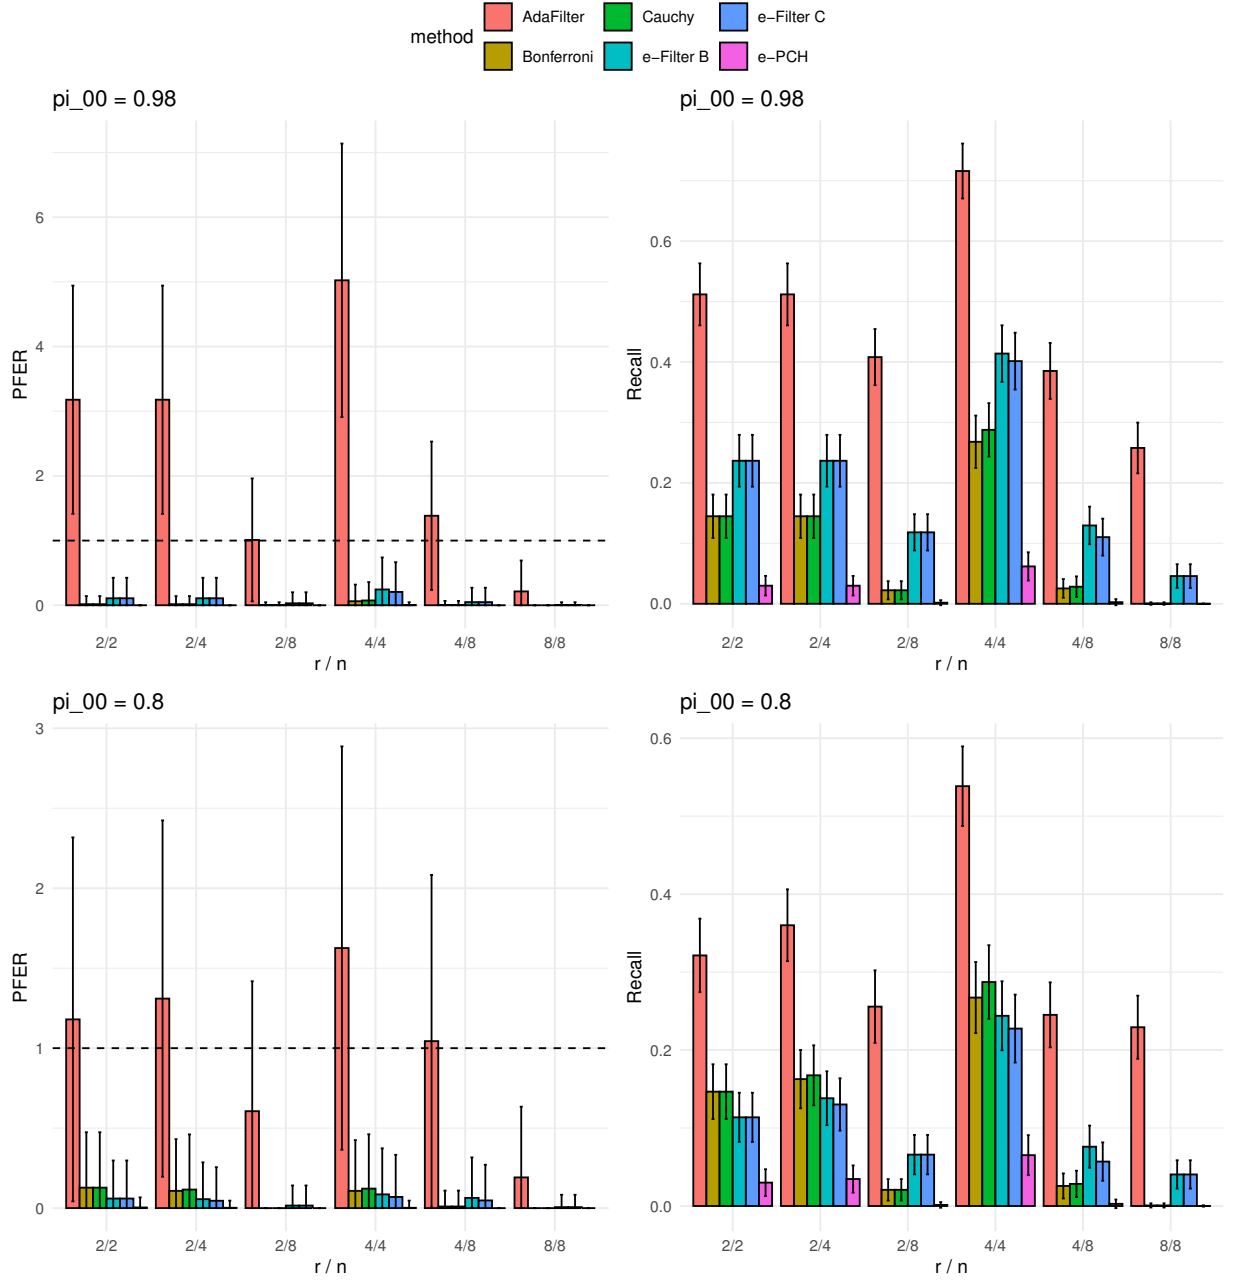 method
AdaFilter
Cauchy
e−Filter C
Bonferroni
e−Filter B
e−PCH
pi_00 = 0.98
PFER
6
4
2
0
2/2
2/4
2/8
4/4
4/8
8/8
r / n
pi_00 = 0.98
Recall
0.6
0.4
0.2
0.0
2/2
2/4
2/8
4/4
4/8
8/8
r / n
pi_00 = 0.8
PFER
3
2
1
0
2/2
2/4
2/8
4/4
4/8
8/8
r / n
pi_00 = 0.8
Recall
0.6
0.4
0.2
0.0
2/2
2/4
2/8
4/4
4/8
8/8
r / n